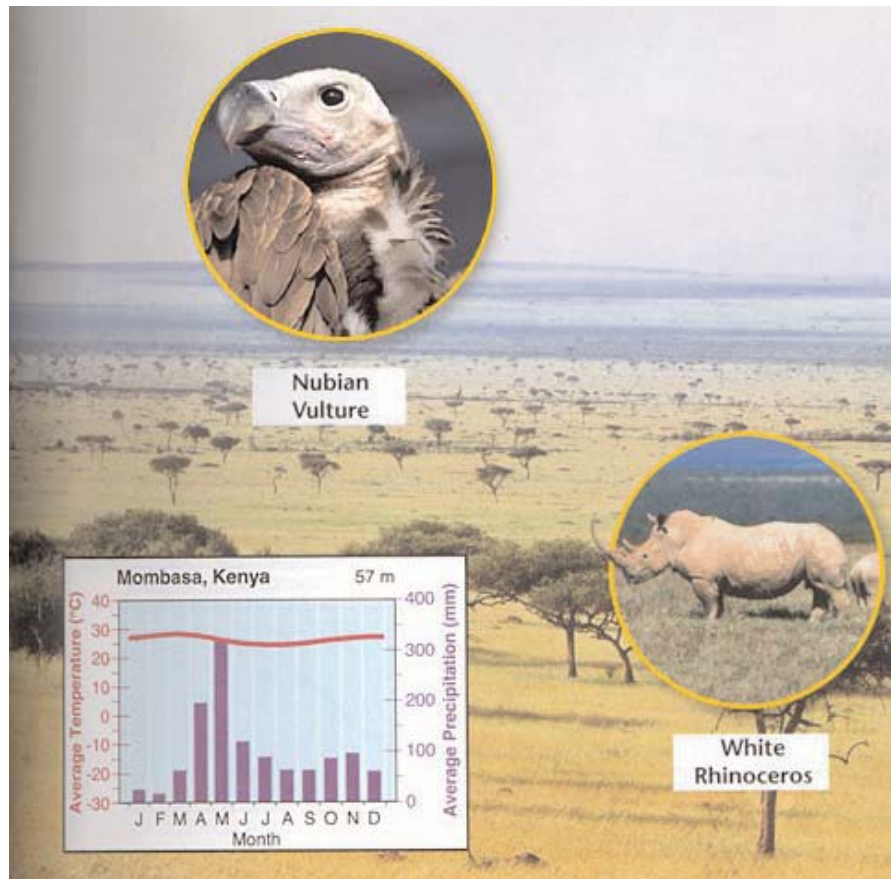 Nubian
Vulture
White
Rhinoceros
Mombasa, Kenya 57 m
Average Temperature (°C)
40
30
20
10
0
-10
-20
-30
400
300
200
100
0
Average Precipitation (mm)
J F M A M J J A S O N D
Month